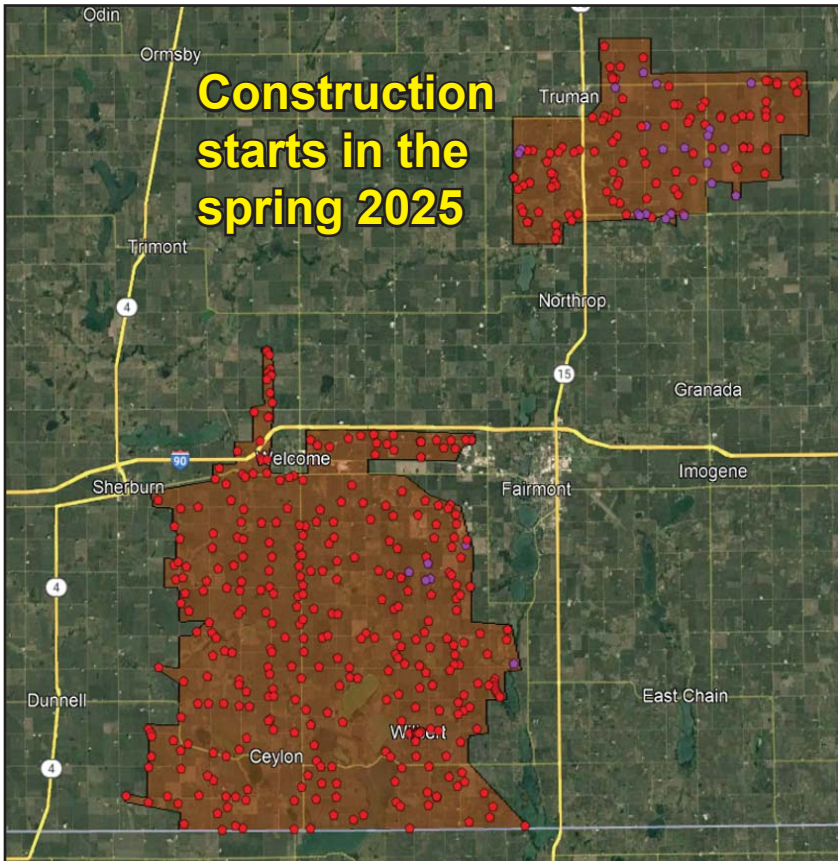 Odin
Ormsby
Construction
starts in the
spring 2025
Truman
Trimont
4
Northrop
15
Granada
90
Welcome
Sherburn
Fairmont
Imogene
4
Dunnell
East Chain
Wilbert
Ceylon
4